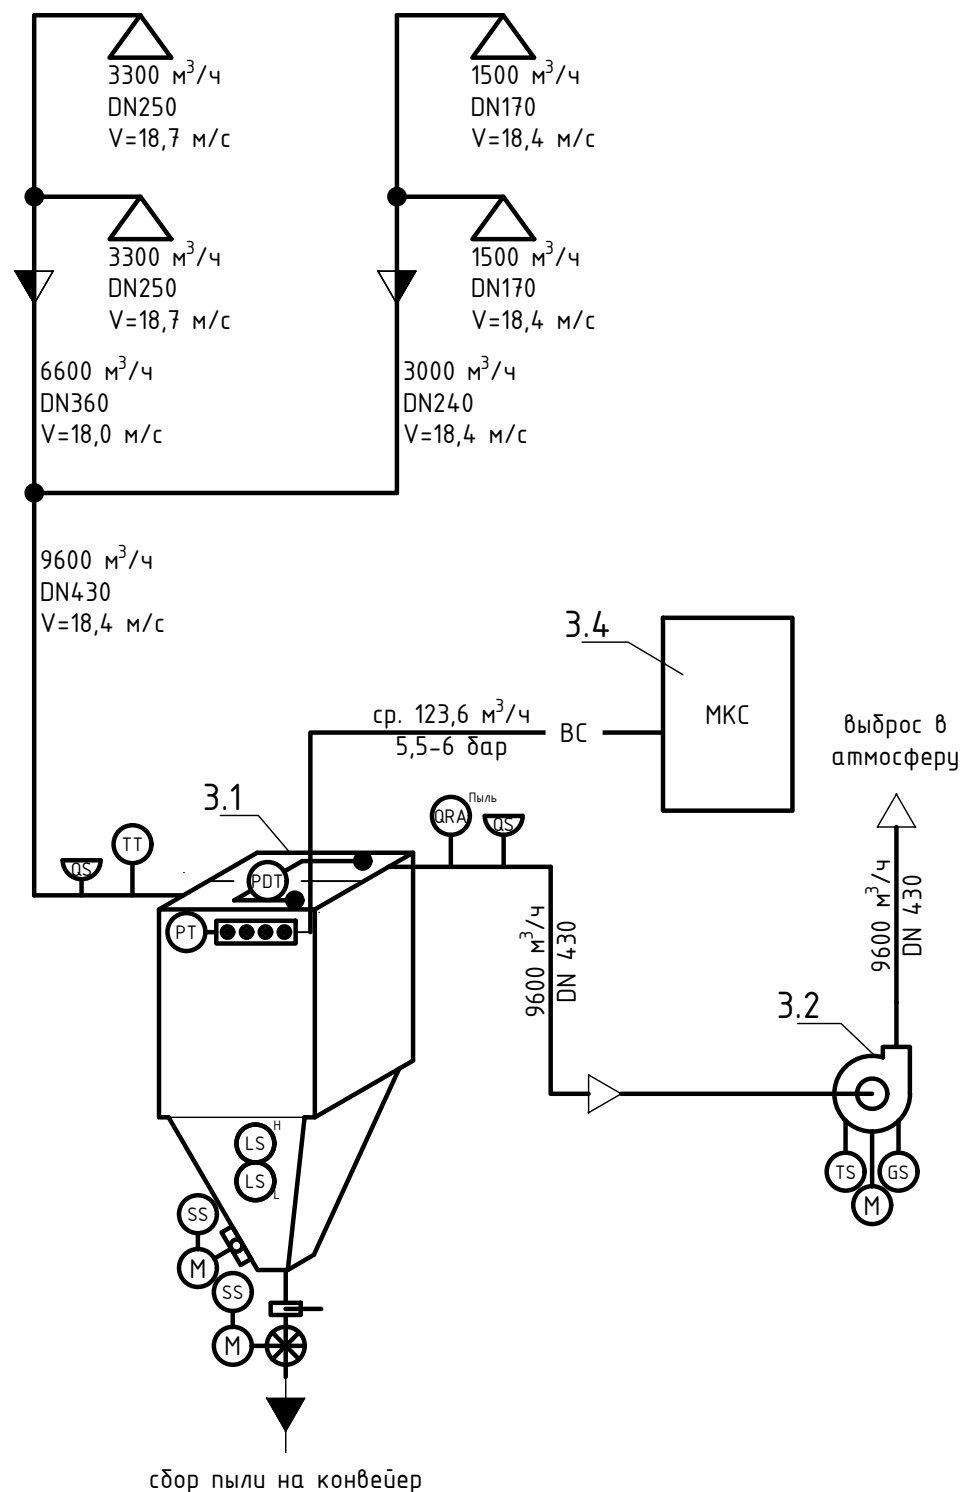 3300 м³/ч
DN250
V=18,7 м/с
1500 м³/ч
DN170
V=18,4 м/с
3300 м³/ч
DN250
V=18,7 м/с
1500 м³/ч
DN170
V=18,4 м/с
6600 м³/ч
DN360
V=18,0 м/с
3000 м³/ч
DN240
V=18,4 м/с
9600 м³/ч
DN430
V=18,4 м/с
3.4
МКС
ср. 123,6 м³/ч
5,5-6 бар
ВС
выброс в
атмосферу
3.1
Пыль
QRA
QS
TT
QS
PDT
PT
9600 м³/ч
DN 430
9600 м³/ч
DN 430
3.2
H
LS
LS
L
TS
GS
M
SS
M
SS
M
сбор пыли на конвейер